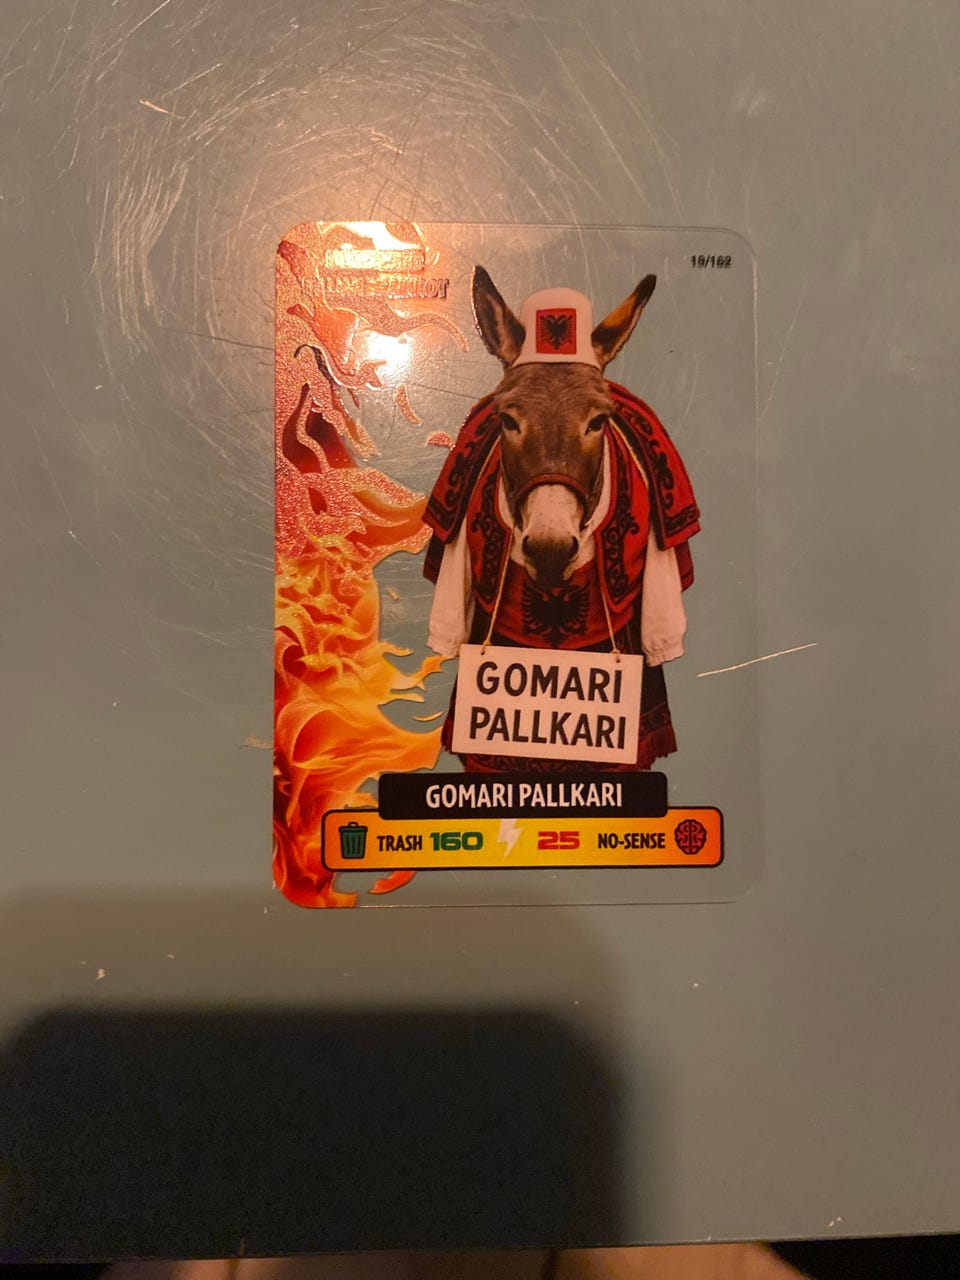 19/162
GOMARI
PALLKARI
GOMARI PALLKARI
TRASH 160 25 NO-SENSE